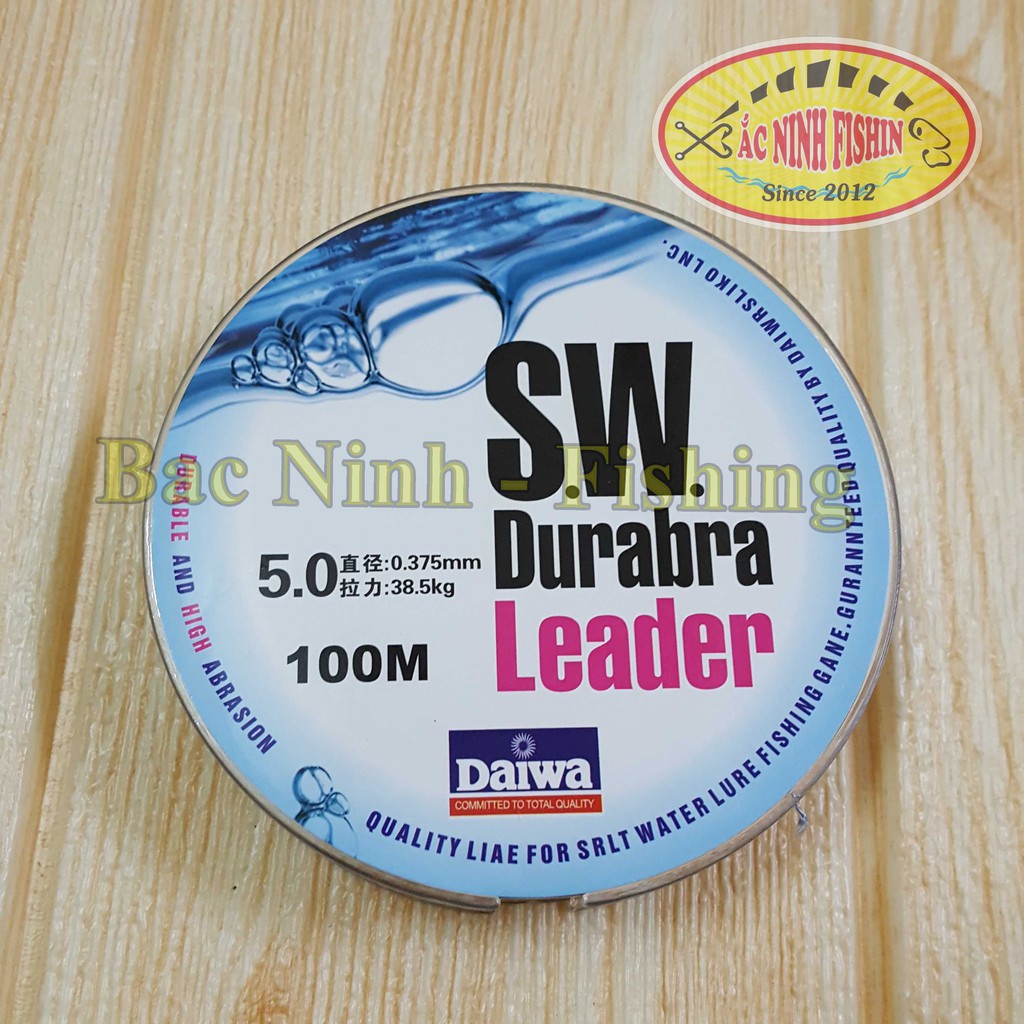 ẮC NINH FISHIN
Since 2012
S.W.
Durabra
Leader
Bac Ninh - Fishing
5.0 直径:0.375mm
拉力:38.5kg
100M
Daiwa
COMMITTED TO TOTAL QUALITY
DURABLE AND HIGH ABRASION
QUALITY LIAE FOR SRLT WATER LURE FISHING GANE. GURANNTEED QUALITY BY DAIWRSLIKO LNC.